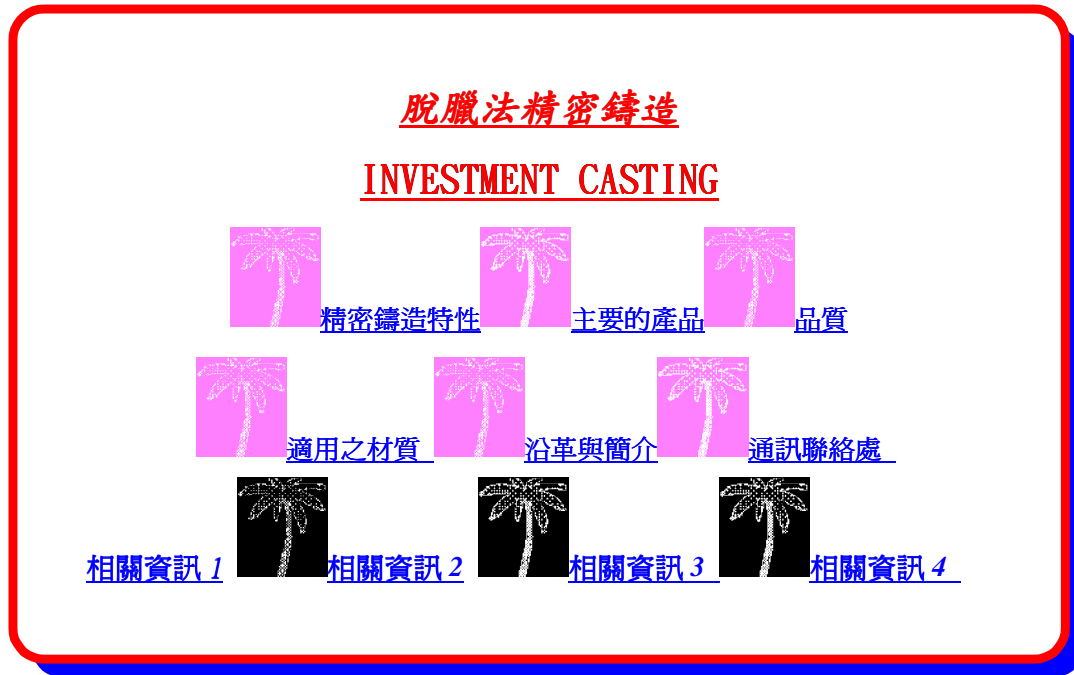 脫臘法精密鑄造
INVESTMENT CASTING
精密鑄造特性 主要的產品 品質
適用之材質 沿革與簡介 通訊聯絡處
相關資訊 1 相關資訊 2 相關資訊 3 相關資訊 4